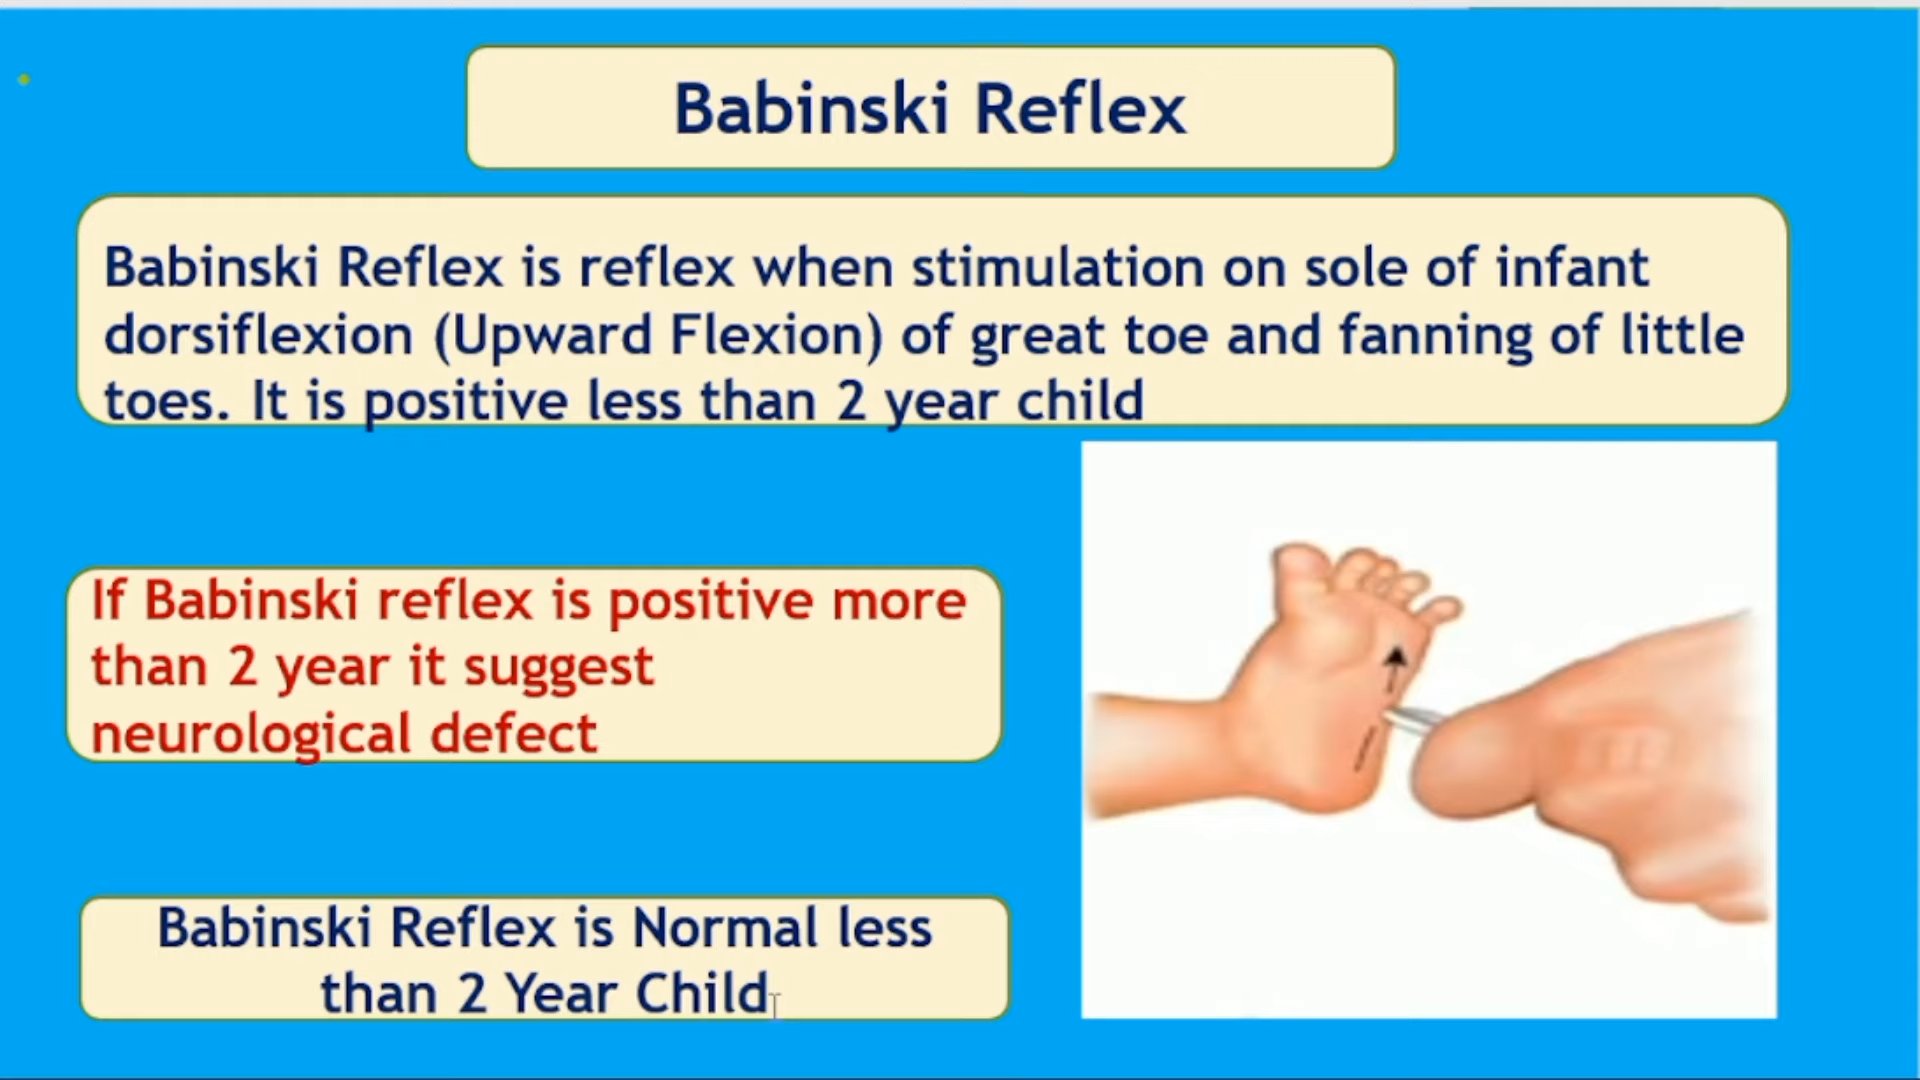 Babinski Reflex
Babinski Reflex is reflex when stimulation on sole of infant
dorsiflexion (Upward Flexion) of great toe and fanning of little
toes. It is positive less than 2 year child
If Babinski reflex is positive more
than 2 year it suggest
neurological defect
Babinski Reflex is Normal less
than 2 Year Child